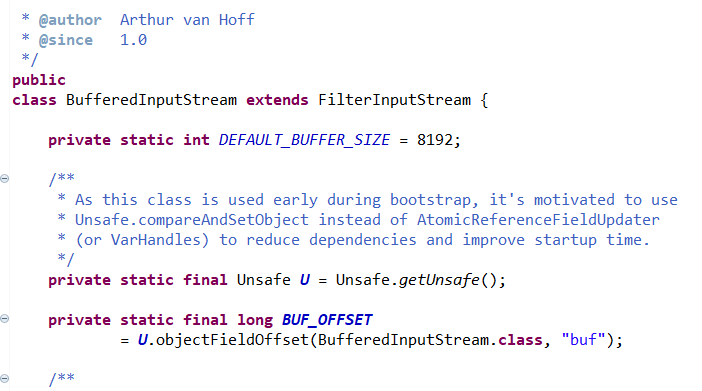 * @author  Arthur van Hoff
* @since   1.0
*/
public
class BufferedInputStream extends FilterInputStream {
private static int DEFAULT_BUFFER_SIZE = 8192;
/**
* As this class is used early during bootstrap, it's motivated to use
* Unsafe.compareAndSetObject instead of AtomicReferenceFieldUpdater
* (or VarHandles) to reduce dependencies and improve startup time.
*/
private static final Unsafe U = Unsafe.getUnsafe();
private static final long BUF_OFFSET
= U.objectFieldOffset(BufferedInputStream.class, "buf");
/**